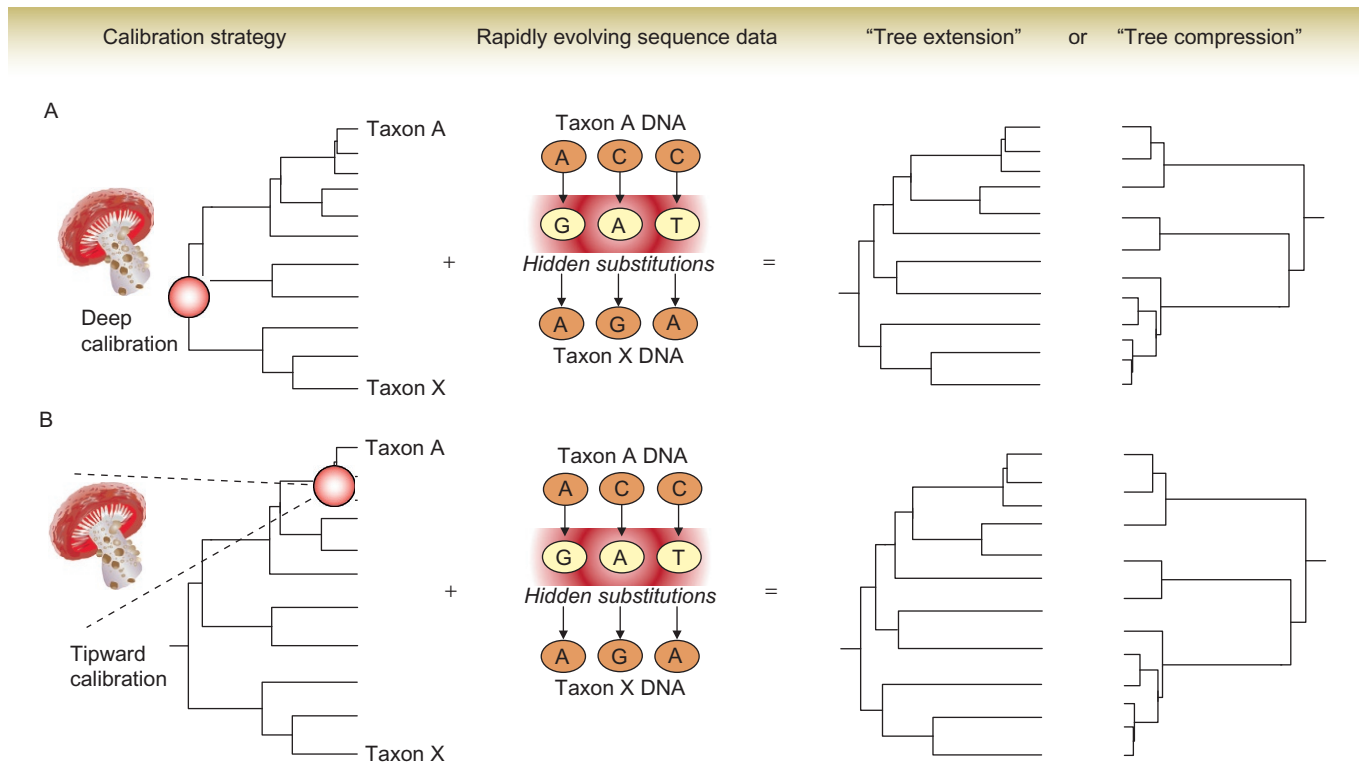 Calibration strategy
Rapidly evolving sequence data
“Tree extension” or “Tree compression”
A
Taxon A
Deep
calibration
Taxon X
+
Taxon A DNA
A C C
G A T
Hidden substitutions
A G A
Taxon X DNA
=
B
Taxon A
Tipward
calibration
Taxon X
+
Taxon A DNA
A C C
G A T
Hidden substitutions
A G A
Taxon X DNA
=